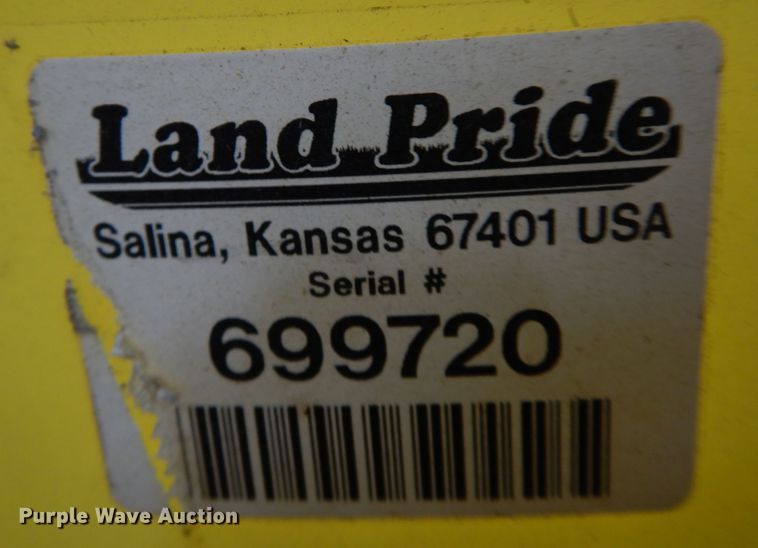 Land Pride
Salina, Kansas 67401 USA
Serial #
699720
Purple Wave Auction